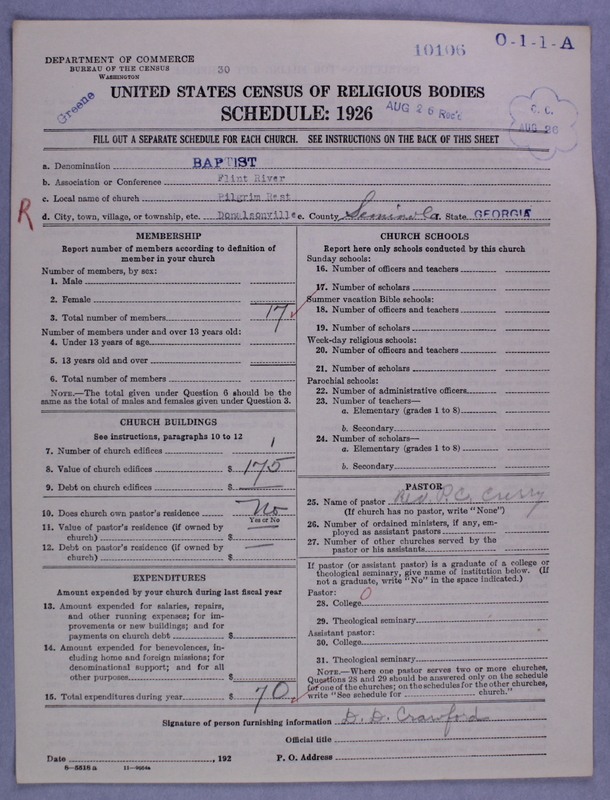 DEPARTMENT OF COMMERCE
BUREAU OF THE CENSUS
WASHINGTON
30
10106
O-1-1-A
Greene
UNITED STATES CENSUS OF RELIGIOUS BODIES
SCHEDULE: 1926
AUG 26 Rec'd
C. C.
AUG 26
FILL OUT A SEPARATE SCHEDULE FOR EACH CHURCH. SEE INSTRUCTIONS ON THE BACK OF THIS SHEET
a. Denomination BAPTIST
b. Association or Conference Flint River
c. Local name of church Pilgrim Rest
R
d. City, town, village, or township, etc. Donalsonville e. County Seminole State GEORGIA
MEMBERSHIP
Report number of members according to definition of
member in your church
Number of members, by sex:
1. Male
2. Female
3. Total number of members 17
Number of members under and over 13 years old:
4. Under 13 years of age
5. 13 years old and over
6. Total number of members
NOTE.—The total given under Question 6 should be
same as the total of males and females given under Question 3.
CHURCH BUILDINGS
See instructions, paragraphs 10 to 12
7. Number of church edifices 1
8. Value of church edifices $ 175
9. Debt on church edifices $
10. Does church own pastor's residence No
Yes or No
11. Value of pastor's residence (if owned by
church) $
12. Debt on pastor's residence (if owned by
church) $
EXPENDITURES
Amount expended by your church during last fiscal year
13. Amount expended for salaries, repairs,
and other running expenses; for im-
provements or new buildings; and for
payments on church debt $
14. Amount expended for benevolences, in-
cluding home and foreign missions; for
denominational support; and for all
other purposes $
15. Total expenditures during year $ 70
CHURCH SCHOOLS
Report here only schools conducted by this church
Sunday schools:
16. Number of officers and teachers
17. Number of scholars
Summer vacation Bible schools:
18. Number of officers and teachers
19. Number of scholars
Week-day religious schools:
20. Number of officers and teachers
21. Number of scholars
Parochial schools:
22. Number of administrative officers
23. Number of teachers—
a. Elementary (grades 1 to 8)
b. Secondary
24. Number of scholars—
a. Elementary (grades 1 to 8)
b. Secondary
PASTOR
25. Name of pastor Rev. P. C. Curry
(If church has no pastor, write "None")
26. Number of ordained ministers, if any, em-
ployed as assistant pastors
27. Number of other churches served by the
pastor or his assistants
If pastor (or assistant pastor) is a graduate of a college or
theological seminary, give name of institution below. (If
not a graduate, write "No" in the space indicated.)
Pastor: 0
28. College
29. Theological seminary
Assistant pastor:
30. College
31. Theological seminary
NOTE.—Where one pastor serves two or more churches,
Questions 28 and 29 should be answered only on the schedule
for one of the churches; on the schedules for the other churches,
write "See schedule for church."
Signature of person furnishing information D. D. Crawford
Official title
Date , 192 P. O. Address
8—5518 a 11—9664a